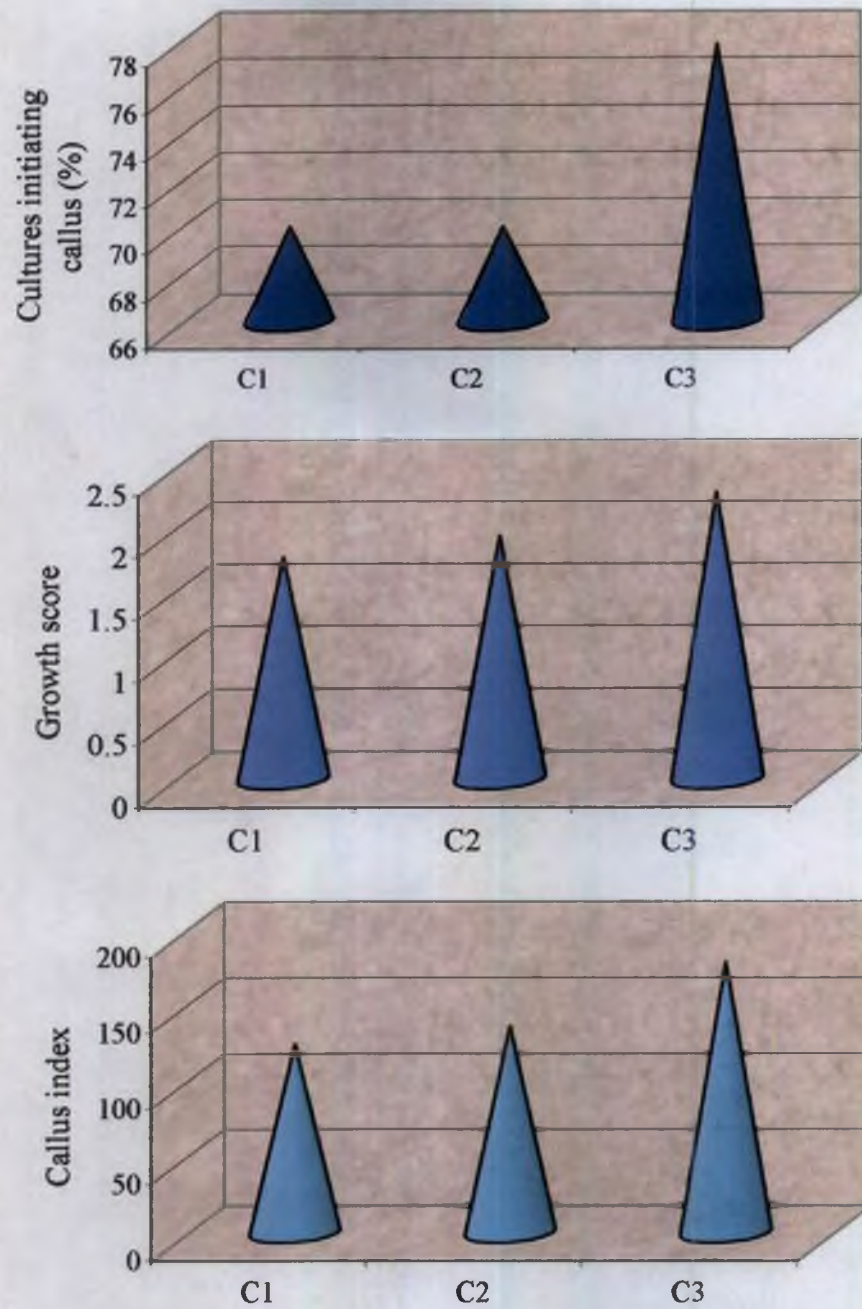 78
76
74
72
70
68
66
Cultures initiating
callus (%)
C1 C2 C3
2.5
2
1.5
1
0.5
0
Growth score
C1 C2 C3
200
150
100
50
0
Callus index
C1 C2 C3